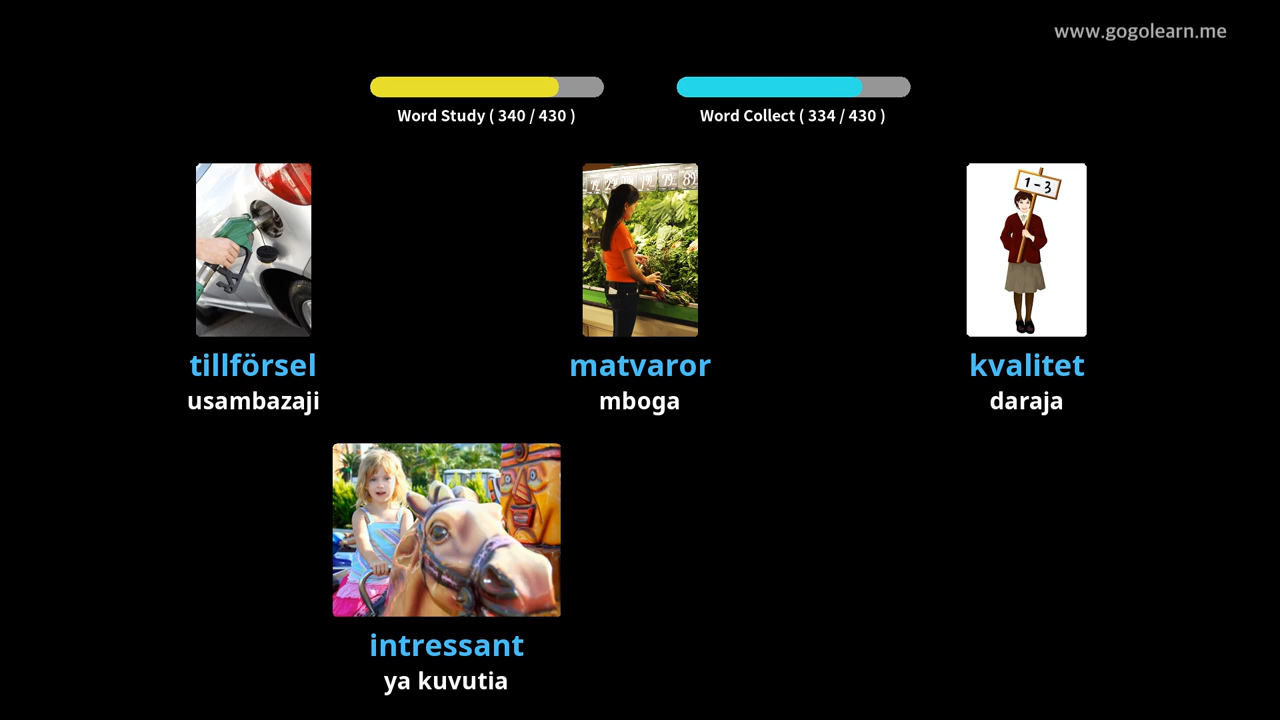 www.gogolearn.me
Word Study ( 340 / 430 )
Word Collect ( 334 / 430 )
1 - 3
tillförsel
usambazaji
matvaror
mboga
kvalitet
daraja
intressant
ya kuvutia